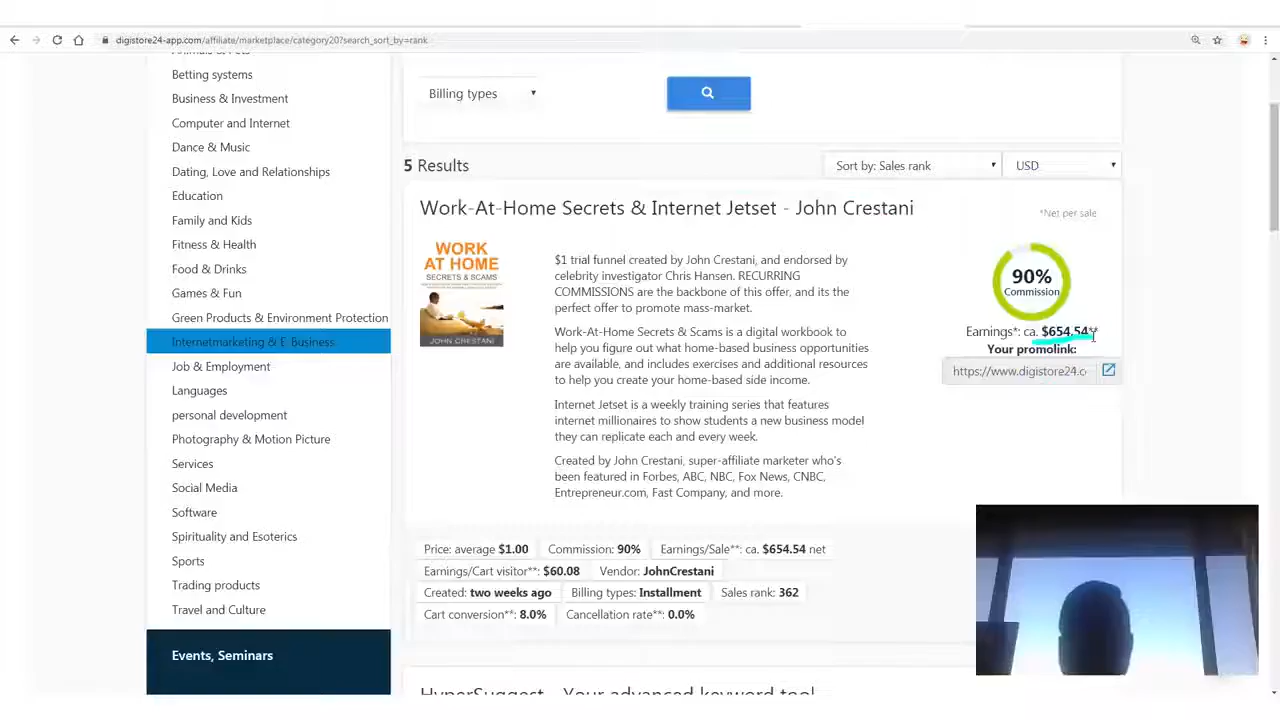 digistore24-app.com/affiliate/marketplace/category20?search_sort_by=rank
Betting systems
Business & Investment
Computer and Internet
Dance & Music
Dating, Love and Relationships
Education
Family and Kids
Fitness & Health
Food & Drinks
Games & Fun
Green Products & Environment Protection
Internetmarketing & E-Business
Job & Employment
Languages
personal development
Photography & Motion Picture
Services
Social Media
Software
Spirituality and Esoterics
Sports
Trading products
Travel and Culture
Events, Seminars
Billing types
5 Results
Sort by: Sales rank
USD
Work-At-Home Secrets & Internet Jetset - John Crestani
*Net per sale
WORK
AT HOME
SECRETS & SCAMS
JOHN CRESTANI
$1 trial funnel created by John Crestani, and endorsed by
celebrity investigator Chris Hansen. RECURRING
COMMISSIONS are the backbone of this offer, and its the
perfect offer to promote mass-market.
Work-At-Home Secrets & Scams is a digital workbook to
help you figure out what home-based business opportunities
are available, and includes exercises and additional resources
to help you create your home-based side income.
Internet Jetset is a weekly training series that features
internet millionaires to show students a new business model
they can replicate each and every week.
Created by John Crestani, super-affiliate marketer who's
been featured in Forbes, ABC, NBC, Fox News, CNBC,
Entrepreneur.com, Fast Company, and more.
90%
Commission
Earnings*: ca. $654.54**
Your promolink:
https://www.digistore24.c
Price: average $1.00 Commission: 90% Earnings/Sale**: ca. $654.54 net
Earnings/Cart visitor**: $60.08 Vendor: JohnCrestani
Created: two weeks ago Billing types: Installment Sales rank: 362
Cart conversion**: 8.0% Cancellation rate**: 0.0%
HyperSuggest - Your advanced keyword tool